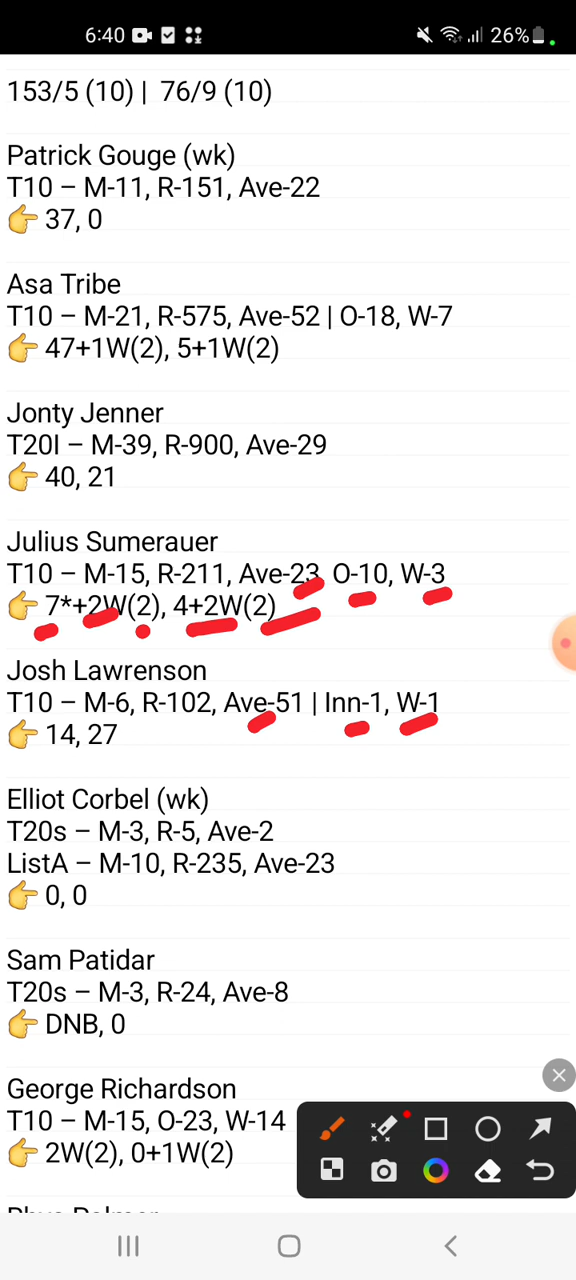 6:40
26%
153/5 (10) | 76/9 (10)
Patrick Gouge (wk)
T10 – M-11, R-151, Ave-22
👉 37, 0
Asa Tribe
T10 – M-21, R-575, Ave-52 | O-18, W-7
👉 47+1W(2), 5+1W(2)
Jonty Jenner
T20I – M-39, R-900, Ave-29
👉 40, 21
Julius Sumerauer
T10 – M-15, R-211, Ave-23, O-10, W-3
👉 7*+2W(2), 4+2W(2)
Josh Lawrenson
T10 – M-6, R-102, Ave-51 | Inn-1, W-1
👉 14, 27
Elliot Corbel (wk)
T20s – M-3, R-5, Ave-2
ListA – M-10, R-235, Ave-23
👉 0, 0
Sam Patidar
T20s – M-3, R-24, Ave-8
👉 DNB, 0
George Richardson
T10 – M-15, O-23, W-14
👉 2W(2), 0+1W(2)